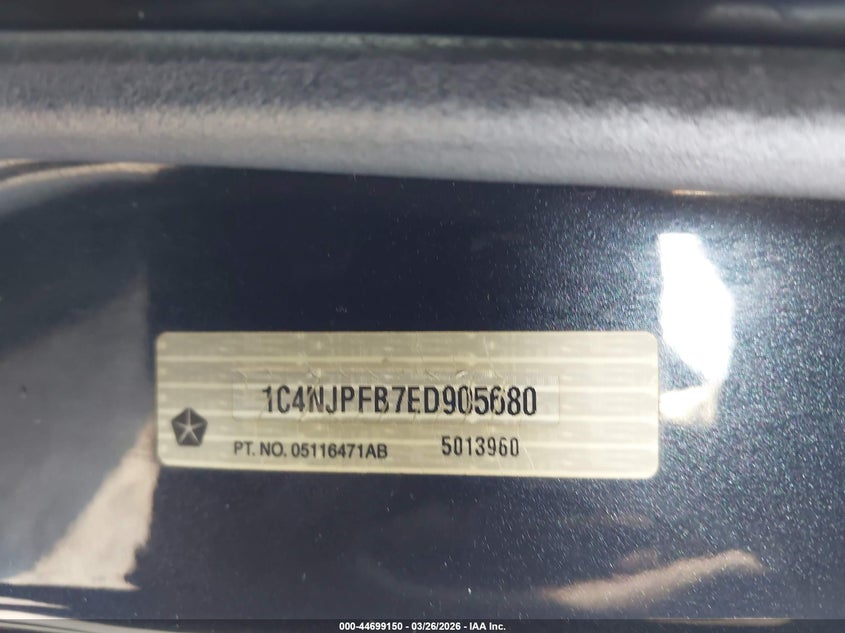 1C4NJPFB7ED905680
PT. NO. 05116471AB 5013960
000-44699150 - 03/26/2026 - IAA Inc.